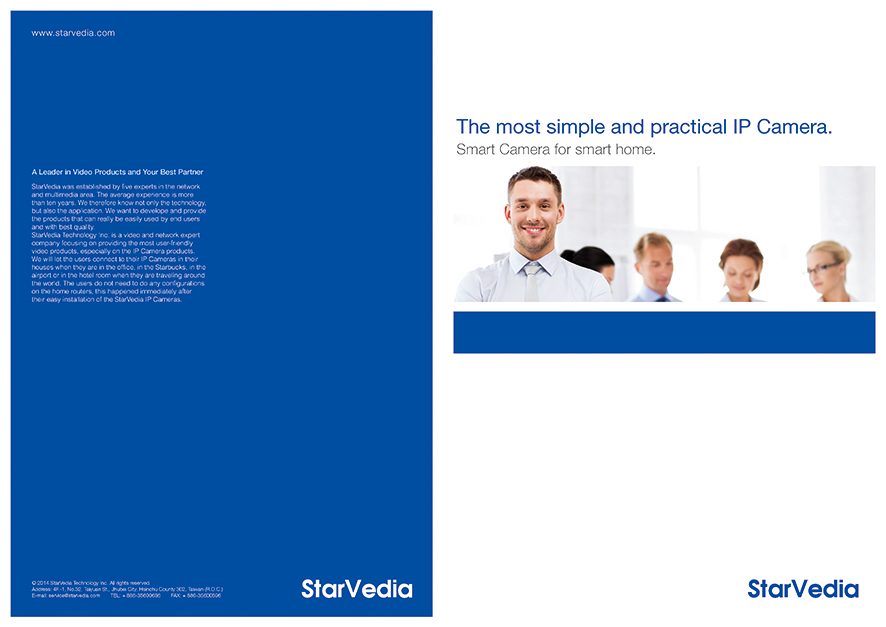 www.starvedia.com
A Leader in Video Products and Your Best Partner
StarVedia was established by five experts in the network
and multimedia area. The average experience is more
than ten years. We therefore know not only the technology,
but also the application. We want to develope and provide
the products that can really be easily used by end users
and with best quality.
StarVedia Technology Inc. is a video and network expert
company focusing on providing the most user-friendly
video products, especially on the IP Camera products.
We will let the users connect to their IP Cameras in their
houses when they are in the office, in the Starbucks, in the
airport or in the hotel room when they are traveling around
the world. The users do not need to do any configurations
on the home routers, this happened immediately after
their easy installation of the StarVedia IP Cameras.
© 2014 StarVedia Technology Inc. All rights reserved.
Address: 4F-1, No.32, Taiyuan St., Jhubei City, Hsinchu County 302, Taiwan (R.O.C.)
E-mail: service@starvedia.com TEL: + 886-35600686 FAX: + 886-35600696
StarVedia
The most simple and practical IP Camera.
Smart Camera for smart home.
StarVedia